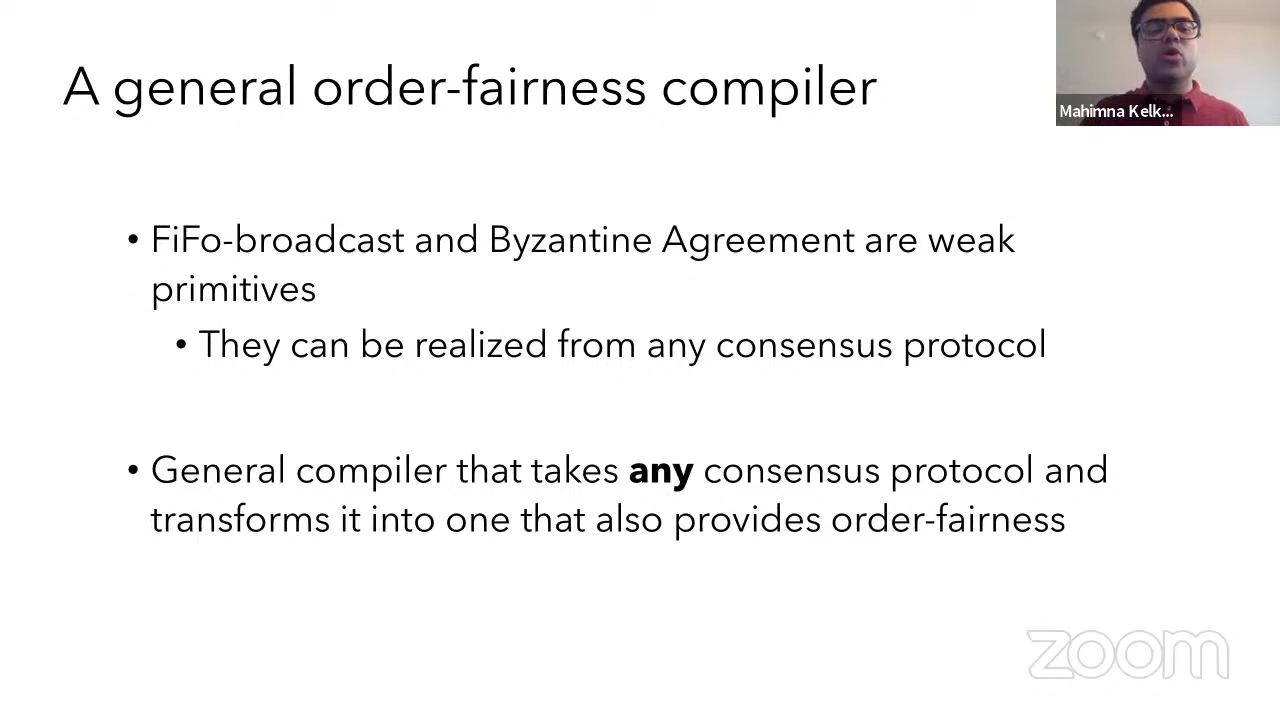 A general order-fairness compiler
Mahimna Kelk...
• FiFo-broadcast and Byzantine Agreement are weak
primitives
• They can be realized from any consensus protocol
• General compiler that takes any consensus protocol and
transforms it into one that also provides order-fairness
zoom